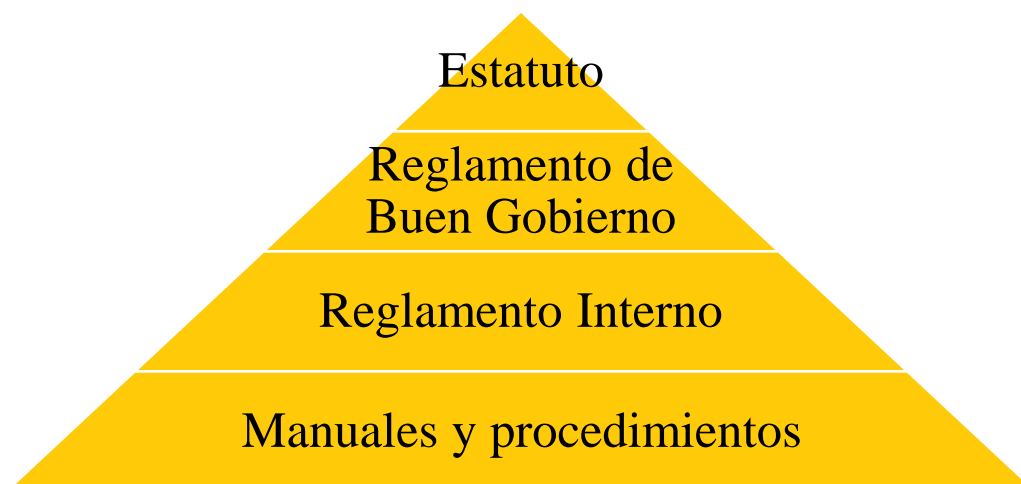 Estatuto
Reglamento de
Buen Gobierno
Reglamento Interno
Manuales y procedimientos